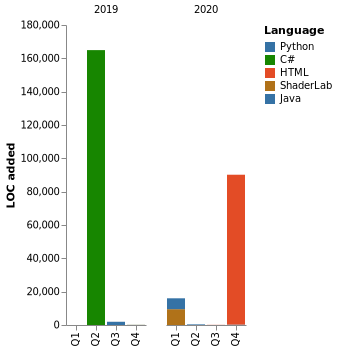 2019
2020
Language
Python
C#
HTML
ShaderLab
Java
LOC added
180,000
160,000
140,000
120,000
100,000
80,000
60,000
40,000
20,000
0
Q1
Q2
Q3
Q4
Q1
Q2
Q3
Q4